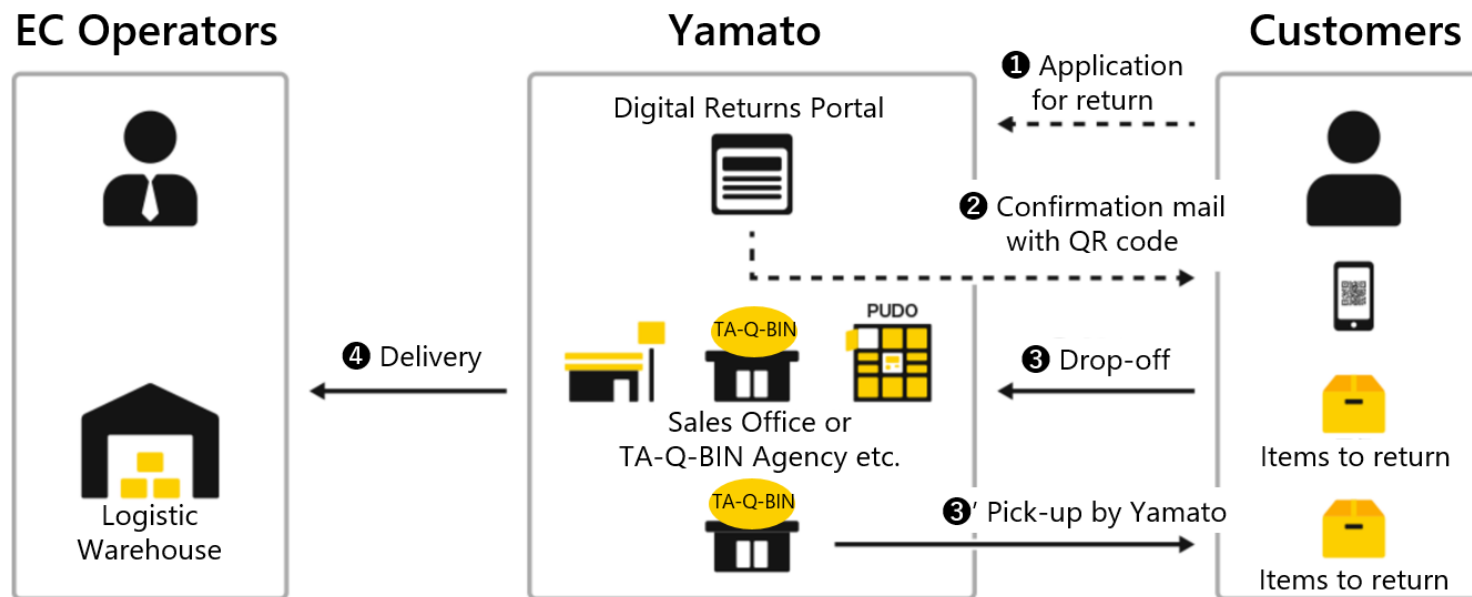 EC Operators
Yamato
Customers
❶ Application
for return
Digital Returns Portal
❷ Confirmation mail
with QR code
PUDO
TA-Q-BIN
❹ Delivery
❸ Drop-off
Sales Office or
TA-Q-BIN Agency etc.
Items to return
TA-Q-BIN
❸’ Pick-up by Yamato
Logistic
Warehouse
Items to return